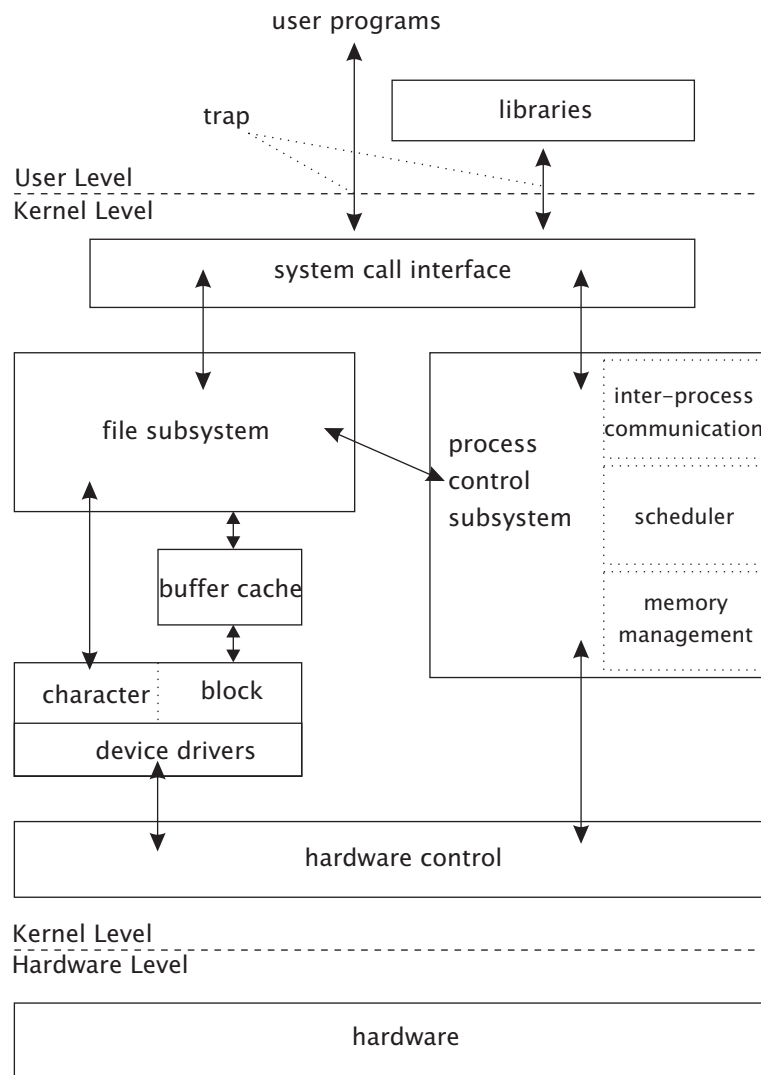 user programs
libraries
trap
User Level
Kernel Level
system call interface
file subsystem
process
control
subsystem
inter-process
communication
scheduler
memory
management
buffer cache
character
block
device drivers
hardware control
Kernel Level
Hardware Level
hardware